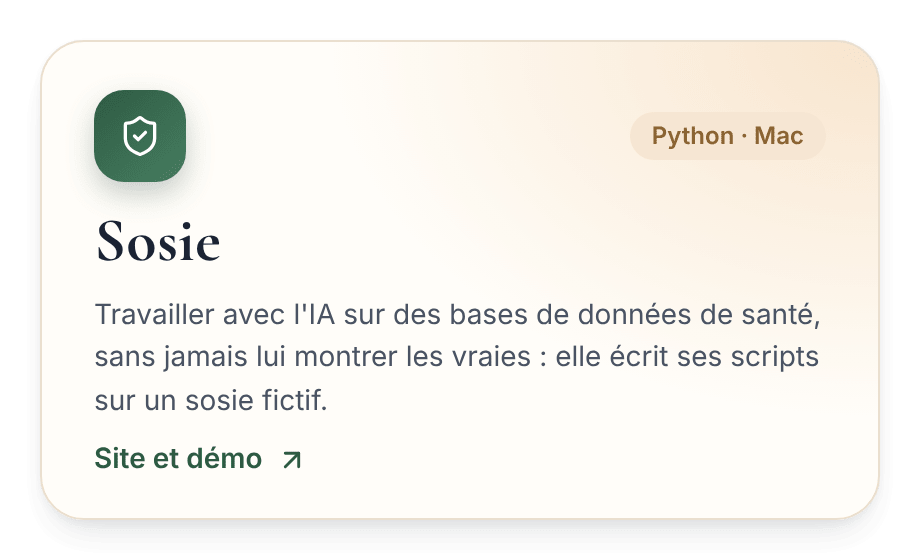 Python · Mac
Sosie
Travailler avec l'IA sur des bases de données de santé,
sans jamais lui montrer les vraies : elle écrit ses scripts
sur un sosie fictif.
Site et démo ↗